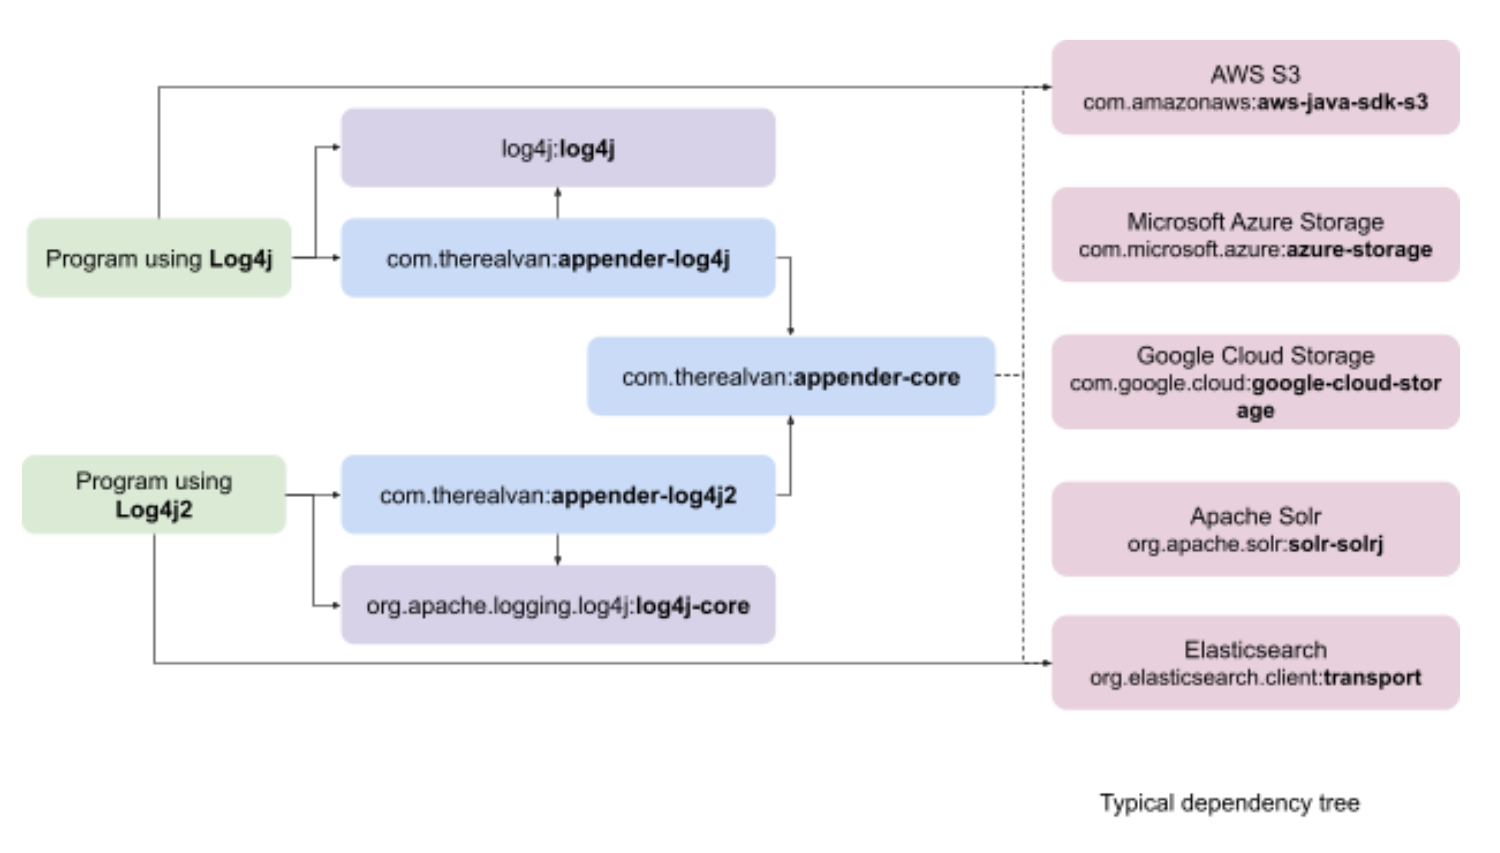 AWS S3
com.amazonaws:aws-java-sdk-s3
log4j:log4j
Microsoft Azure Storage
com.microsoft.azure:azure-storage
Program using Log4j
com.therealvan:appender-log4j
Google Cloud Storage
com.google.cloud:google-cloud-stor
age
com.therealvan:appender-core
Program using
Log4j2
com.therealvan:appender-log4j2
Apache Solr
org.apache.solr:solr-solrj
org.apache.logging.log4j:log4j-core
Elasticsearch
org.elasticsearch.client:transport
Typical dependency tree